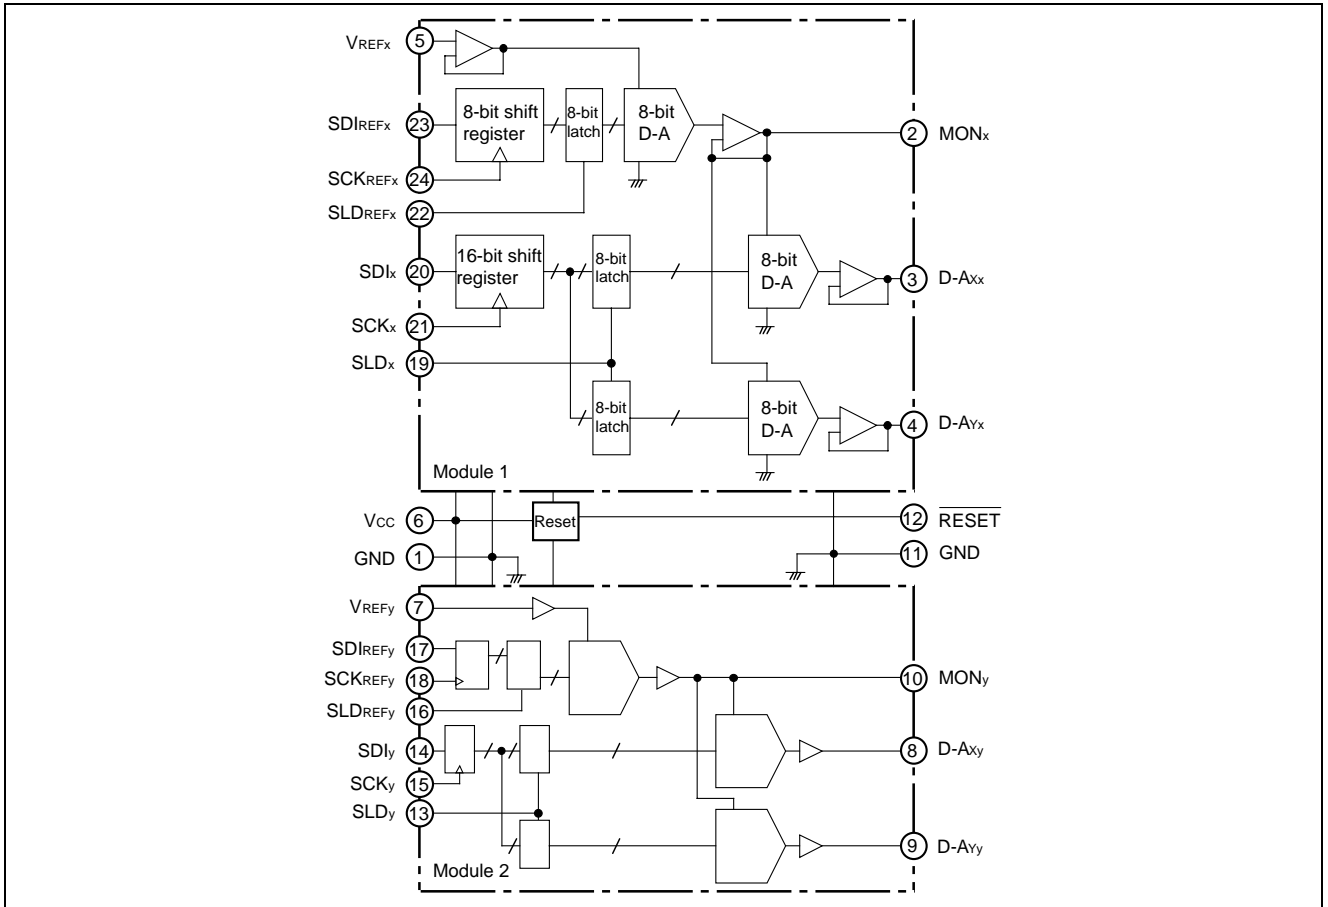 VREFx 5
SDIREFx 23
8-bit shift
register
8-bit
latch
8-bit
D-A
2 MONx
SCKREFx 24
SLDREFx 22
SDIx 20
16-bit shift
register
8-bit
latch
8-bit
D-A
3 D-AXx
SCKx 21
SLDx 19
8-bit
latch
8-bit
D-A
4 D-AYx
Module 1
VCC 6
Reset
12 RESET
GND 1
11 GND
VREFy 7
SDIREFy 17
SCKREFy 18
10 MONy
SLDREFy 16
SDIy 14
8 D-AXy
SCKy 15
SLDy 13
9 D-AYy
Module 2